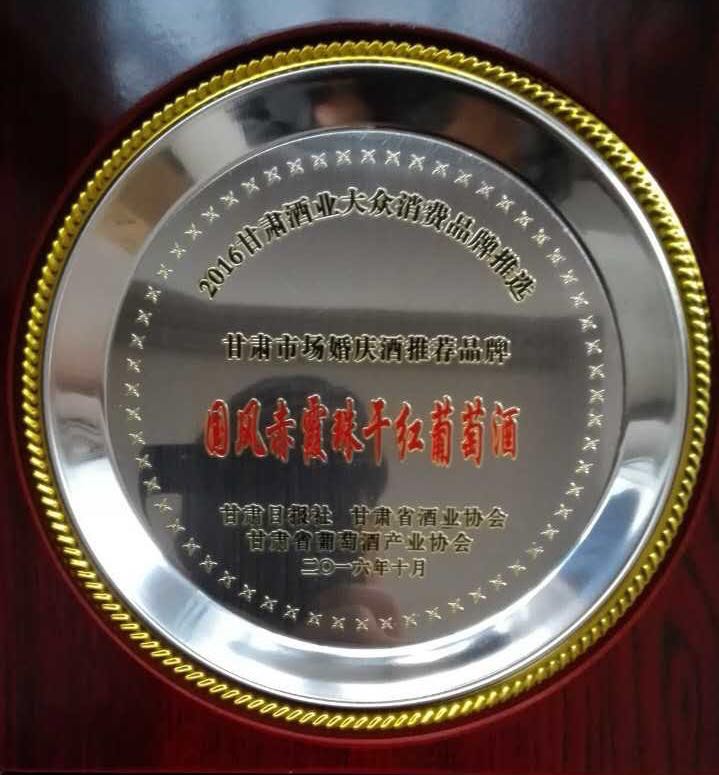 2016甘肃酒业大众消费品牌推选
甘肃市场婚庆酒推荐品牌
国风赤霞珠干红葡萄酒
甘肃日报社 甘肃省酒业协会
甘肃省葡萄酒产业协会
二〇一六年十月